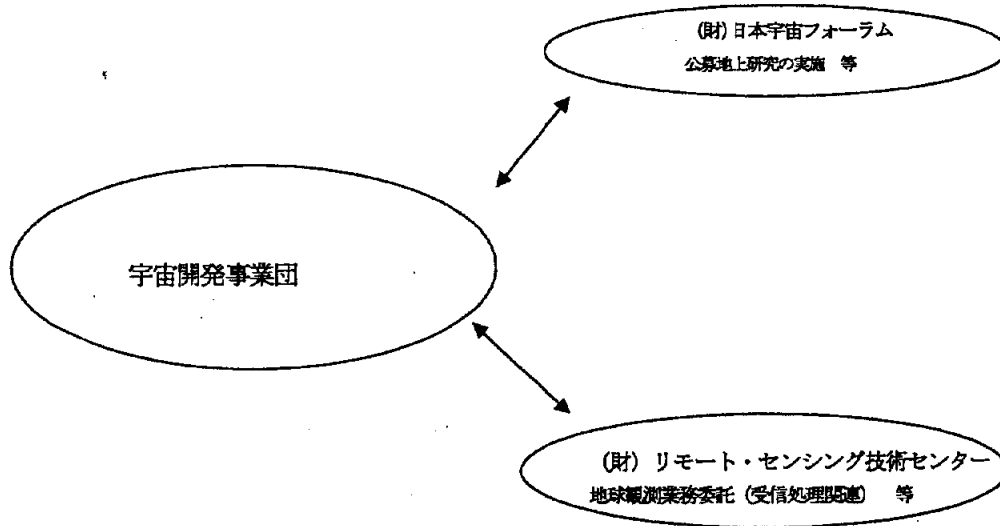 (財)日本宇宙フォーラム
公募地上研究の実施 等
宇宙開発事業団
(財) リモート・センシング技術センター
地球観測業務委託 (受信処理関連) 等